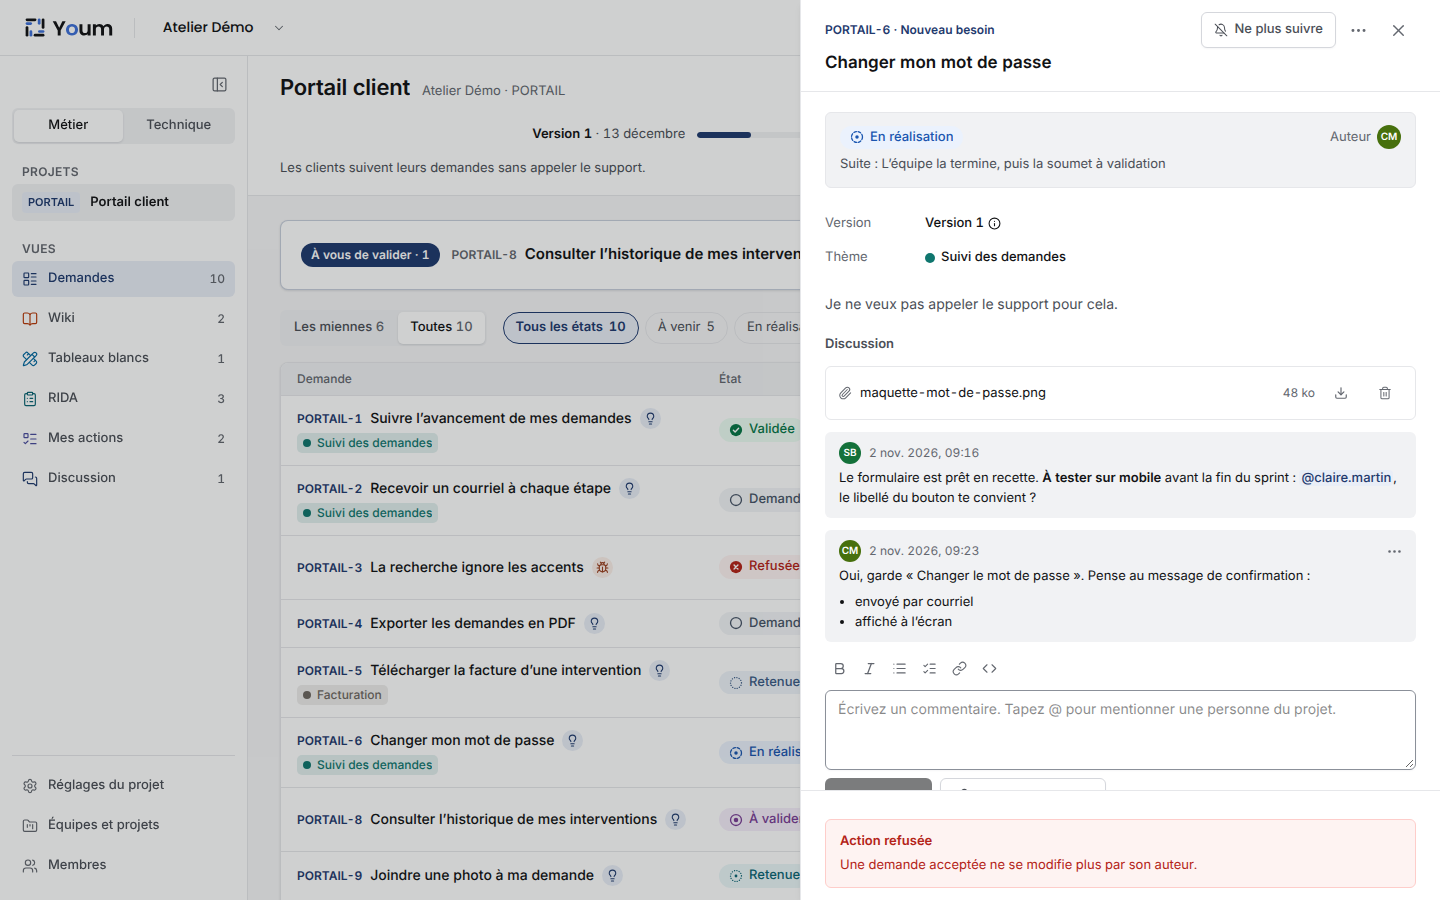 Youm
Atelier Démo
Métier
Technique
PROJETS
PORTAIL Portail client
VUES
Demandes 10
Wiki 2
Tableaux blancs 1
RIDA 3
Mes actions 2
Discussion 1
Réglages du projet
Équipes et projets
Membres
Portail client Atelier Démo · PORTAIL
Version 1 · 13 décembre
Les clients suivent leurs demandes sans appeler le support.
À vous de valider · 1 PORTAIL-8 Consulter l’historique de mes interven
Les miennes 6 Toutes 10 Tous les états 10 À venir 5 En réalis
Demande État
PORTAIL-1 Suivre l’avancement de mes demandes Validée
Suivi des demandes
PORTAIL-2 Recevoir un courriel à chaque étape Demand
Suivi des demandes
PORTAIL-3 La recherche ignore les accents Refusée
PORTAIL-4 Exporter les demandes en PDF Demand
PORTAIL-5 Télécharger la facture d’une intervention Retenue
Facturation
PORTAIL-6 Changer mon mot de passe En réalis
Suivi des demandes
PORTAIL-8 Consulter l’historique de mes interventions À valider
PORTAIL-9 Joindre une photo à ma demande Retenue
PORTAIL-6 · Nouveau besoin
Ne plus suivre
Changer mon mot de passe
En réalisation
Auteur CM
Suite : L’équipe la termine, puis la soumet à validation
Version Version 1
Thème Suivi des demandes
Je ne veux pas appeler le support pour cela.
Discussion
maquette-mot-de-passe.png 48 ko
SB 2 nov. 2026, 09:16
Le formulaire est prêt en recette. À tester sur mobile avant la fin du sprint : @claire.martin,
le libellé du bouton te convient ?
CM 2 nov. 2026, 09:23
Oui, garde « Changer le mot de passe ». Pense au message de confirmation :
• envoyé par courriel
• affiché à l’écran
Écrivez un commentaire. Tapez @ pour mentionner une personne du projet.
Action refusée
Une demande acceptée ne se modifie plus par son auteur.